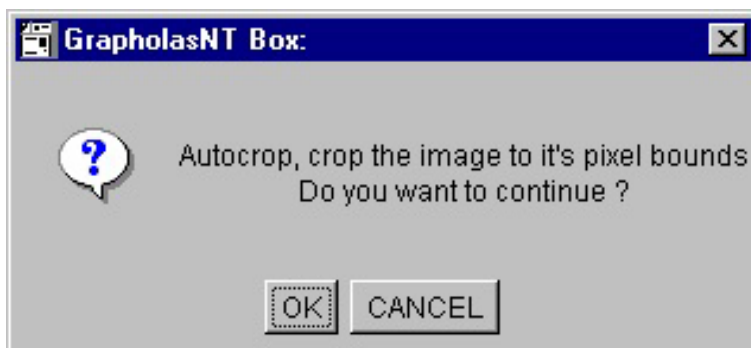 GrapholasNT Box:
Autocrop, crop the image to it's pixel bounds
Do you want to continue ?
OK CANCEL